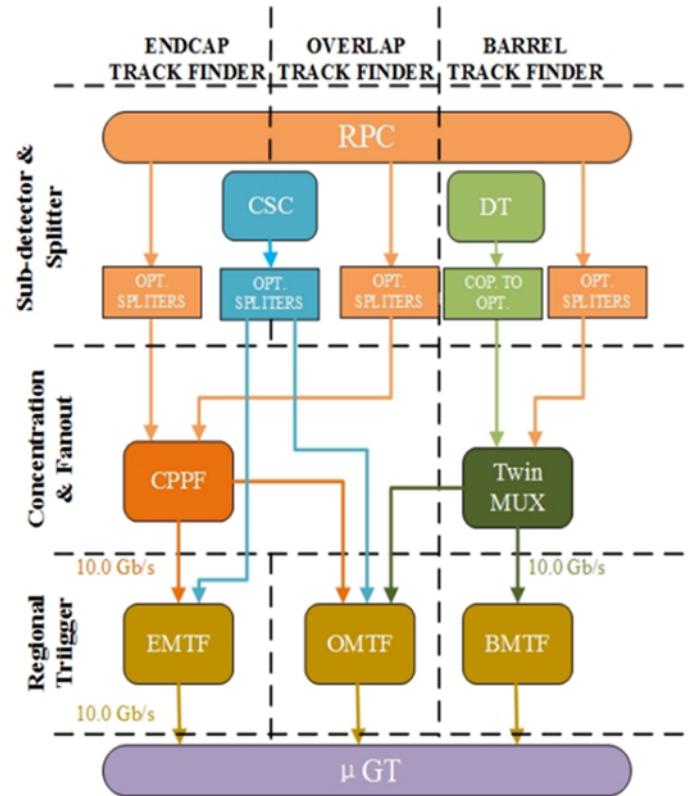 ENDCAP
TRACK FINDER
OVERLAP
TRACK FINDER
BARREL
TRACK FINDER
Sub-detector &
Splitter
RPC
CSC
DT
OPT.
SPLITERS
OPT.
SPLITERS
OPT.
SPLITERS
COP. TO
OPT.
OPT.
SPLITERS
Concentration
& Fanout
CPPF
Twin
MUX
10.0 Gb/s
10.0 Gb/s
Regional
Triigger
EMTF
OMTF
BMTF
10.0 Gb/s
μ GT